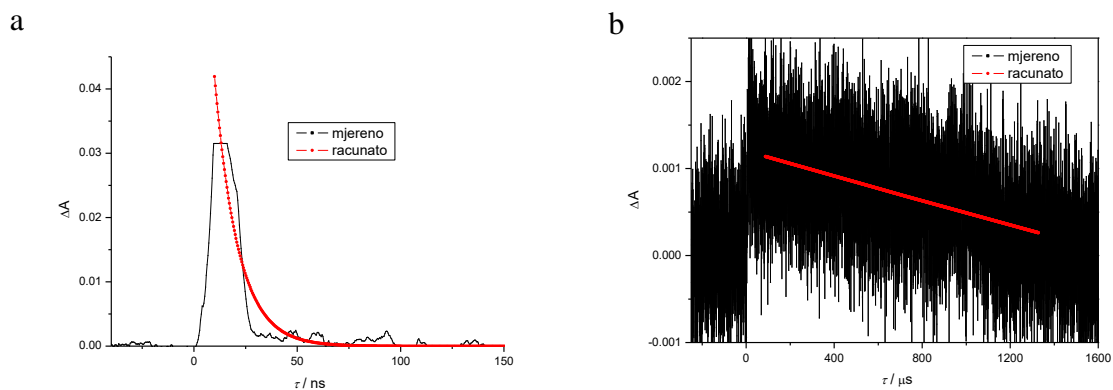 a
ΔA
0.04
0.03
0.02
0.01
0.00
0
50
100
150
τ / ns
mjereno
racunato
b
ΔA
0.002
0.001
0.000
-0.001
0
400
800
1200
1600
τ / μs
mjereno
racunato